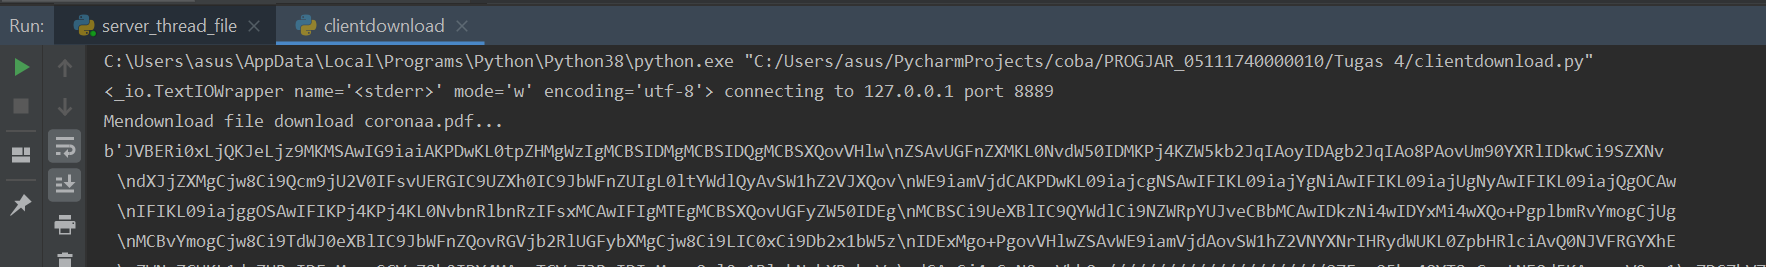 Run: server_thread_file clientdownload
C:\Users\asus\AppData\Local\Programs\Python\Python38\python.exe "C:/Users/asus/PycharmProjects/coba/PROGJAR_05111740000010/Tugas 4/clientdownload.py"
<_io.TextIOWrapper name='<stderr>' mode='w' encoding='utf-8'> connecting to 127.0.0.1 port 8889
Mendownload file download coronaa.pdf...
b'JVBERi0xLjQKJeLjz9MKMSAwIG9iaiAKPDwKL0tpZHMgWzIgMCBSIDMgMCBSIDQgMCBSXQovVHlw\nZSAvUGFnZXMKL0NvdW50IDMKPj4KZW5kb2JqIAoyIDAgb2JqIAo8PAovUm90YXRlIDkwCi9SZXNv
\ndXJjZXMgCjw8Ci9Qcm9jU2V0IFsvUERGIC9UZXh0IC9JbWFnZUIgL0ltYWdlQyAvSW1hZ2VJXQov\nWE9iamVjdCAKPDwKL09iajcgNSAwIFIKL09iajYgNiAwIFIKL09iajUgNyAwIFIKL09iajQgOCAw
\nIFIKL09iajggOSAwIFIKPj4KPj4KL0NvbnRlbnRzIFsxMCAwIFIgMTEgMCBSXQovUGFyZW50IDEg\nMCBSCi9UeXBlIC9QYWdlCi9NZWRpYUJveCBbMCAwIDkzNi4wIDYxMi4wXQo+PgplbmRvYmogCjUg
\nMCBvYmogCjw8Ci9TdWJ0eXBlIC9JbWFnZQovRGVjb2RlUGFybXMgCjw8Ci9LIC0xCi9Db2x1bW5z\nIDExMgo+PgovVHlwZSAvWE9iamVjdAovSW1hZ2VNYXNrIHRydWUKL0ZpbHRlciAvQ0NJVFRGYXhE